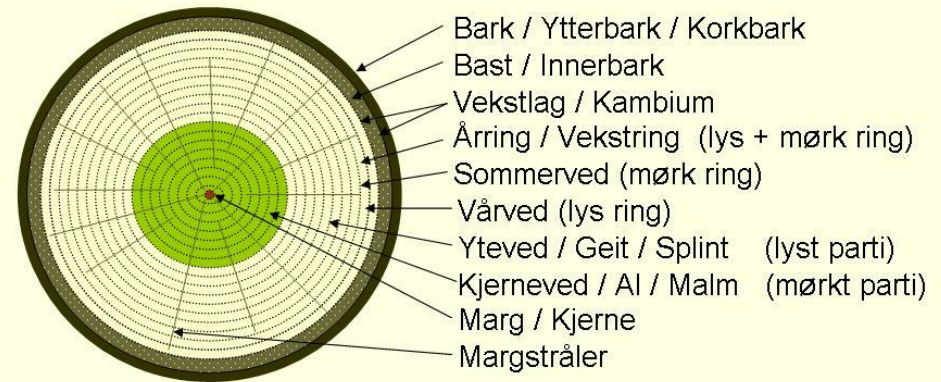 Bark / Ytterbark / Korkbark
Bast / Innerbark
Vekstlag / Kambium
Årring / Vekstring (lys + mørk ring)
Sommerved (mørk ring)
Vårved (lys ring)
Yteved / Geit / Splint (lyst parti)
Kjerneved / Al / Malm (mørkt parti)
Marg / Kjerne
Margstråler